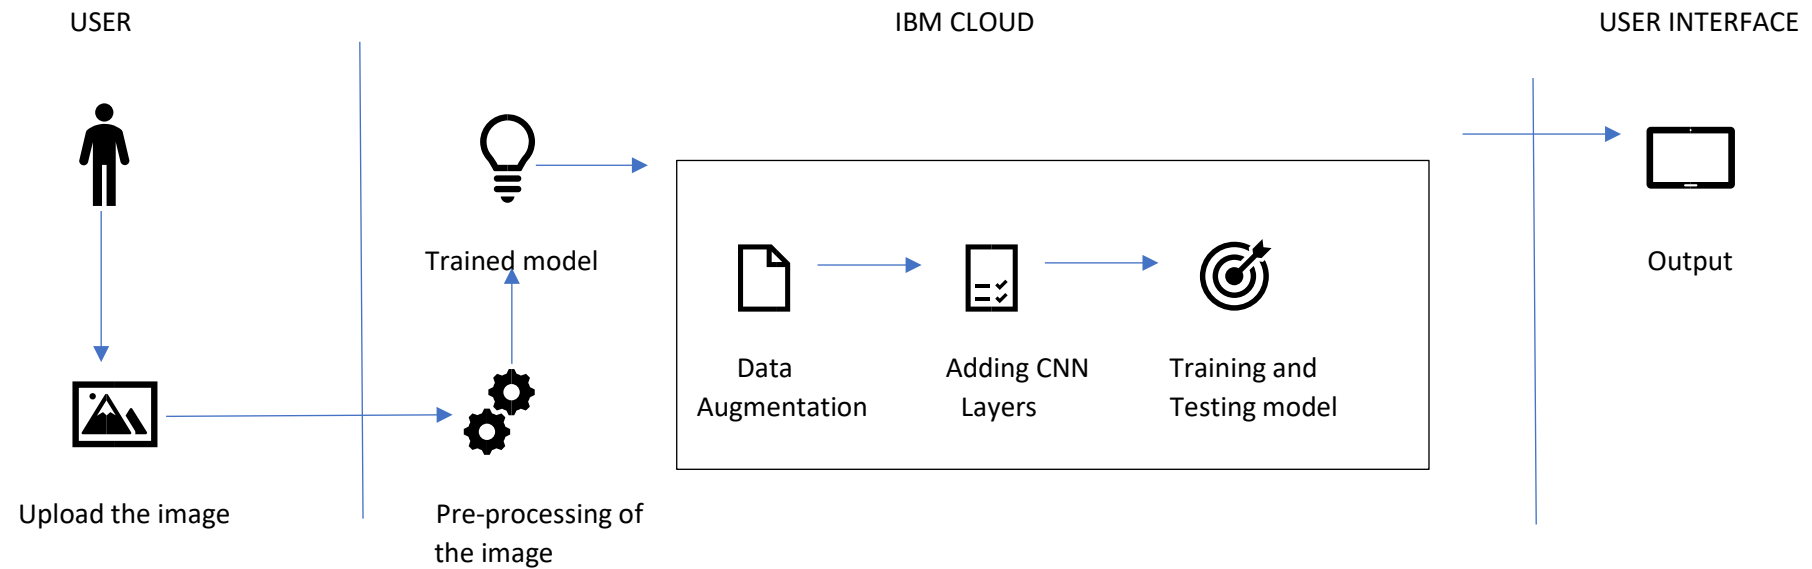 USER
IBM CLOUD
USER INTERFACE
Trained model
Output
Data
Augmentation
Adding CNN
Layers
Training and
Testing model
Upload the image
Pre-processing of
the image